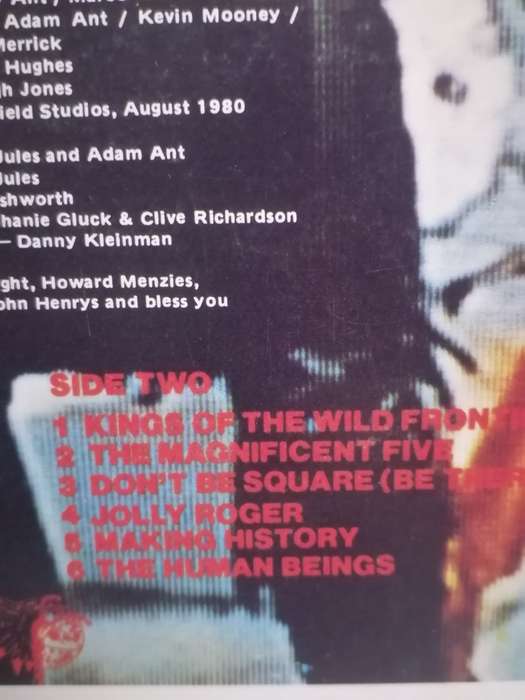 Adam Ant / Kevin Mooney /
Merrick
Hughes
h Jones
ield Studios, August 1980
Jules and Adam Ant
Jules
shworth
hanie Gluck & Clive Richardson
— Danny Kleinman
ght, Howard Menzies,
ohn Henrys and bless you
SIDE TWO
1 KINGS OF THE WILD FRONT
2 THE MAGNIFICENT FIVE
3 DON'T BE SQUARE (BE THER
4 JOLLY ROGER
5 MAKING HISTORY
6 THE HUMAN BEINGS